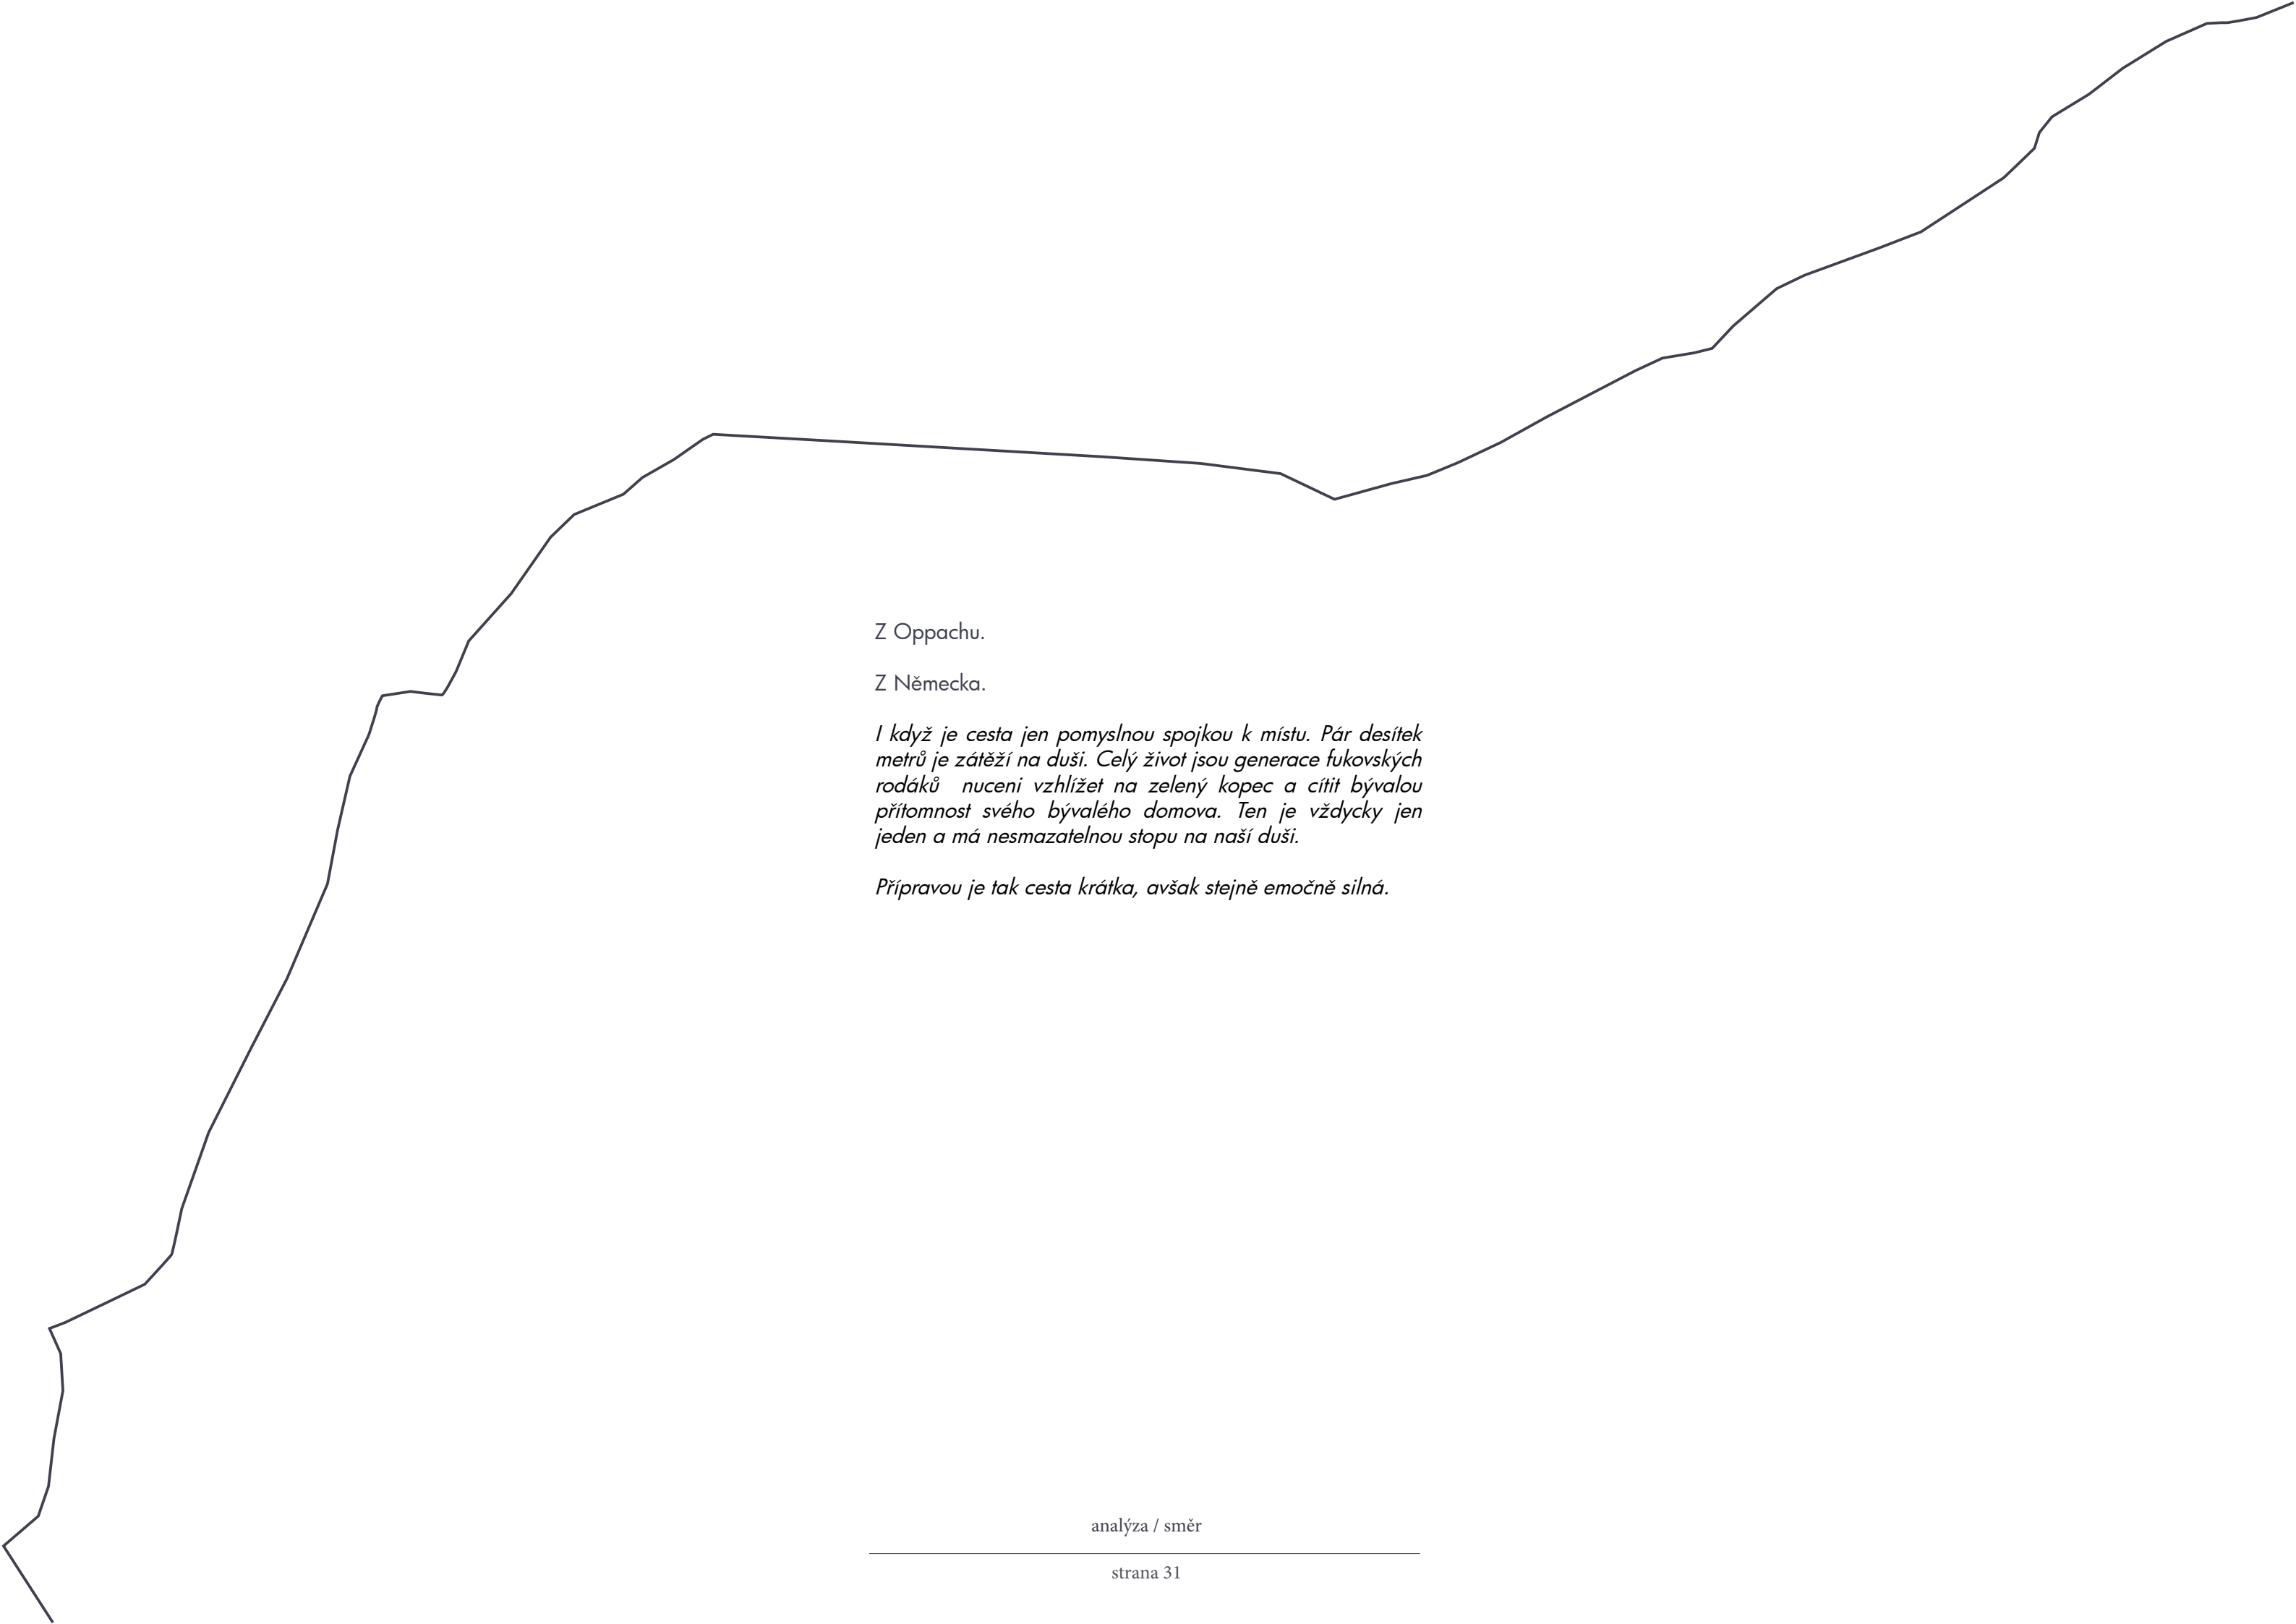 Z Oppachu.
Z Německa.
I když je cesta jen pomyslnou spojkou k místu. Pár desítek
metrů je zátěží na duši. Celý život jsou generace fukovských
rodáků nuceni vzhlížet na zelený kopec a cítit bývalou
přítomnost svého bývalého domova. Ten je vždycky jen
jeden a má nesmazatelnou stopu na naší duši.
Přípravou je tak cesta krátka, avšak stejně emočně silná.
analýza / směr
strana 31